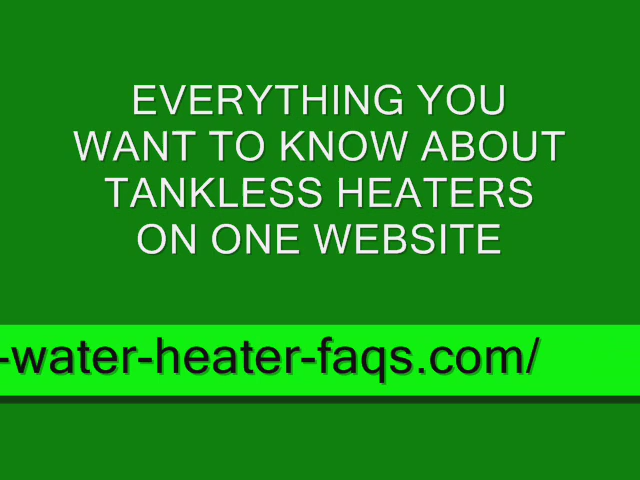 EVERYTHING YOU
WANT TO KNOW ABOUT
TANKLESS HEATERS
ON ONE WEBSITE
-water-heater-faqs.com/